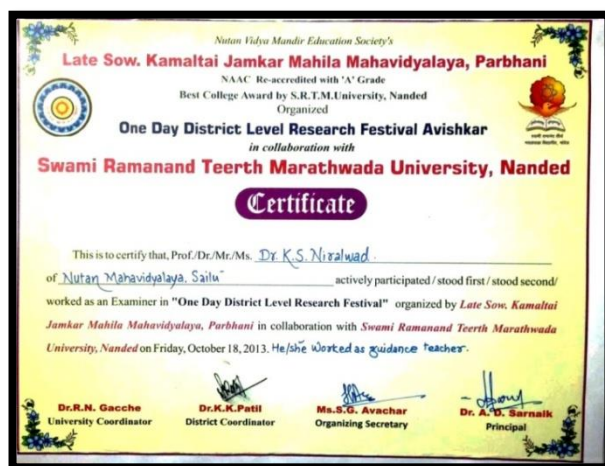 Nutan Vidya Mandir Education Society's
Late Sow. Kamaltai Jamkar Mahila Mahavidyalaya, Parbhani
NAAC Re-accredited with 'A' Grade
Best College Award by S.R.T.M.University, Nanded
Organized
One Day District Level Research Festival Avishkar
in collaboration with
Swami Ramanand Teerth Marathwada University, Nanded
Certificate
This is to certify that, Prof./Dr./Mr./Ms. Dr. K.S. Niralwad.
of Nutan Mahavidyalaya, Sailu actively participated / stood first / stood second/
worked as an Examiner in "One Day District Level Research Festival" organized by Late Sow. Kamaltai
Jamkar Mahila Mahavidyalaya, Parbhani in collaboration with Swami Ramanand Teerth Marathwada
University, Nanded on Friday, October 18, 2013. He/she Worked as guidance teacher.
Dr.R.N. Gacche Dr.K.K.Patil Ms.S.G. Avachar Dr. A. D. Sarnaik
University Coordinator District Coordinator Organizing Secretary Principal